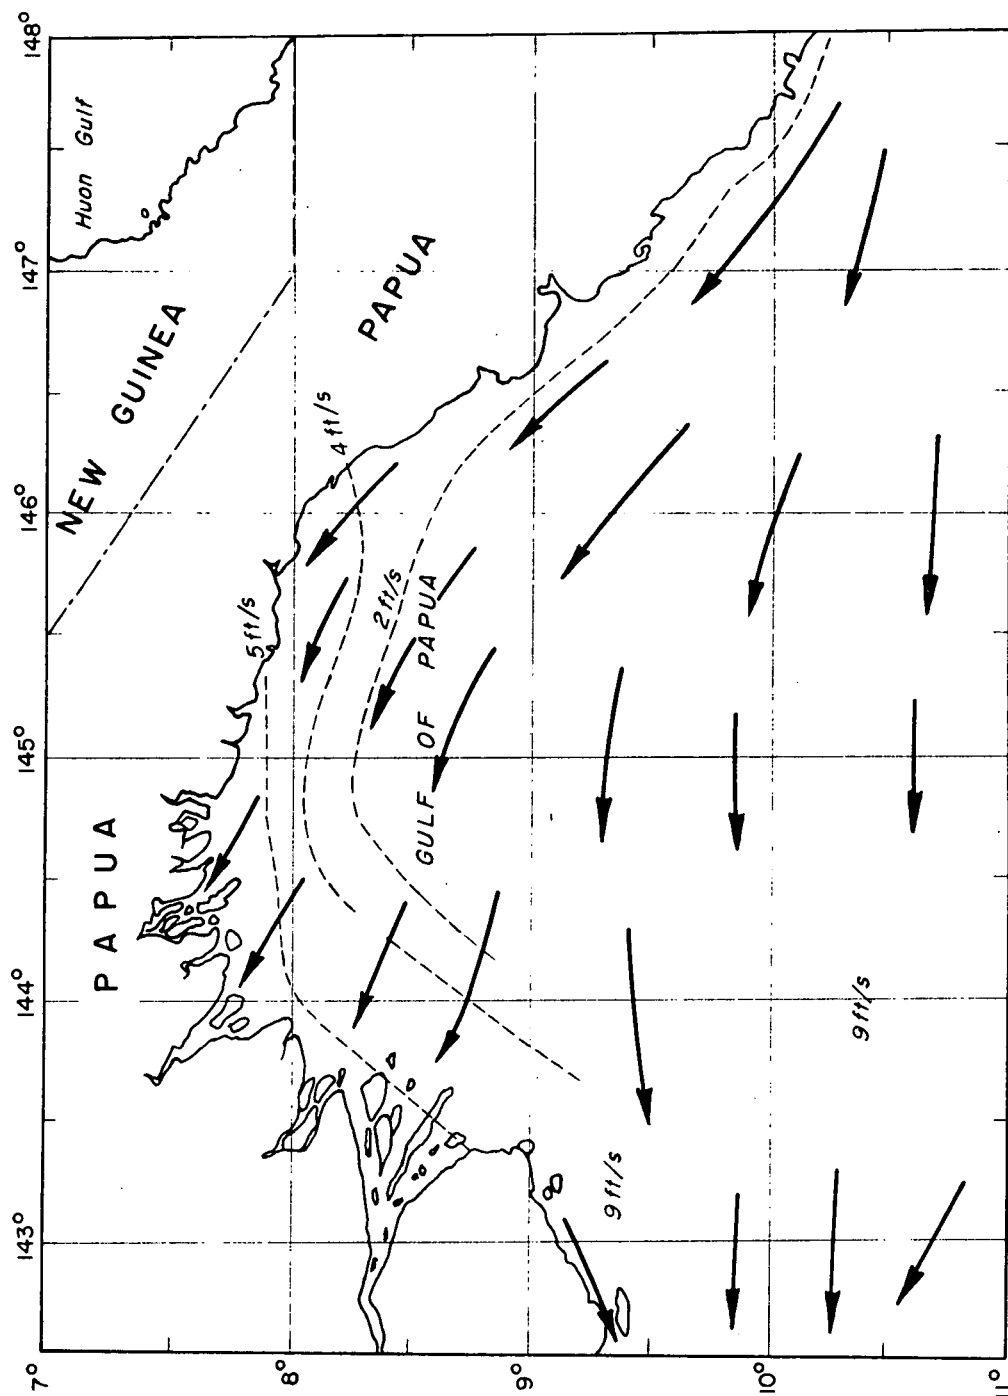 148°
147°
146°
145°
144°
143°
7°
8°
9°
10°
11°
Huon Gulf
NEW GUINEA
PAPUA
PAPUA
GULF OF PAPUA
4 ft/s
5 ft/s
2 ft/s
9 ft/s
9 ft/s